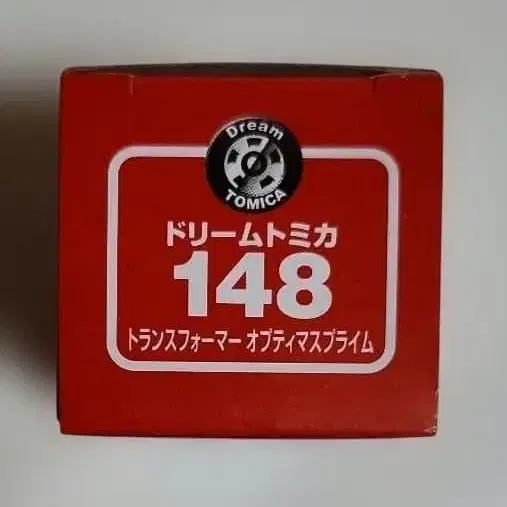 Dream
TOMICA
ドリームトミカ
148
トランスフォーマー オプティマスプライム